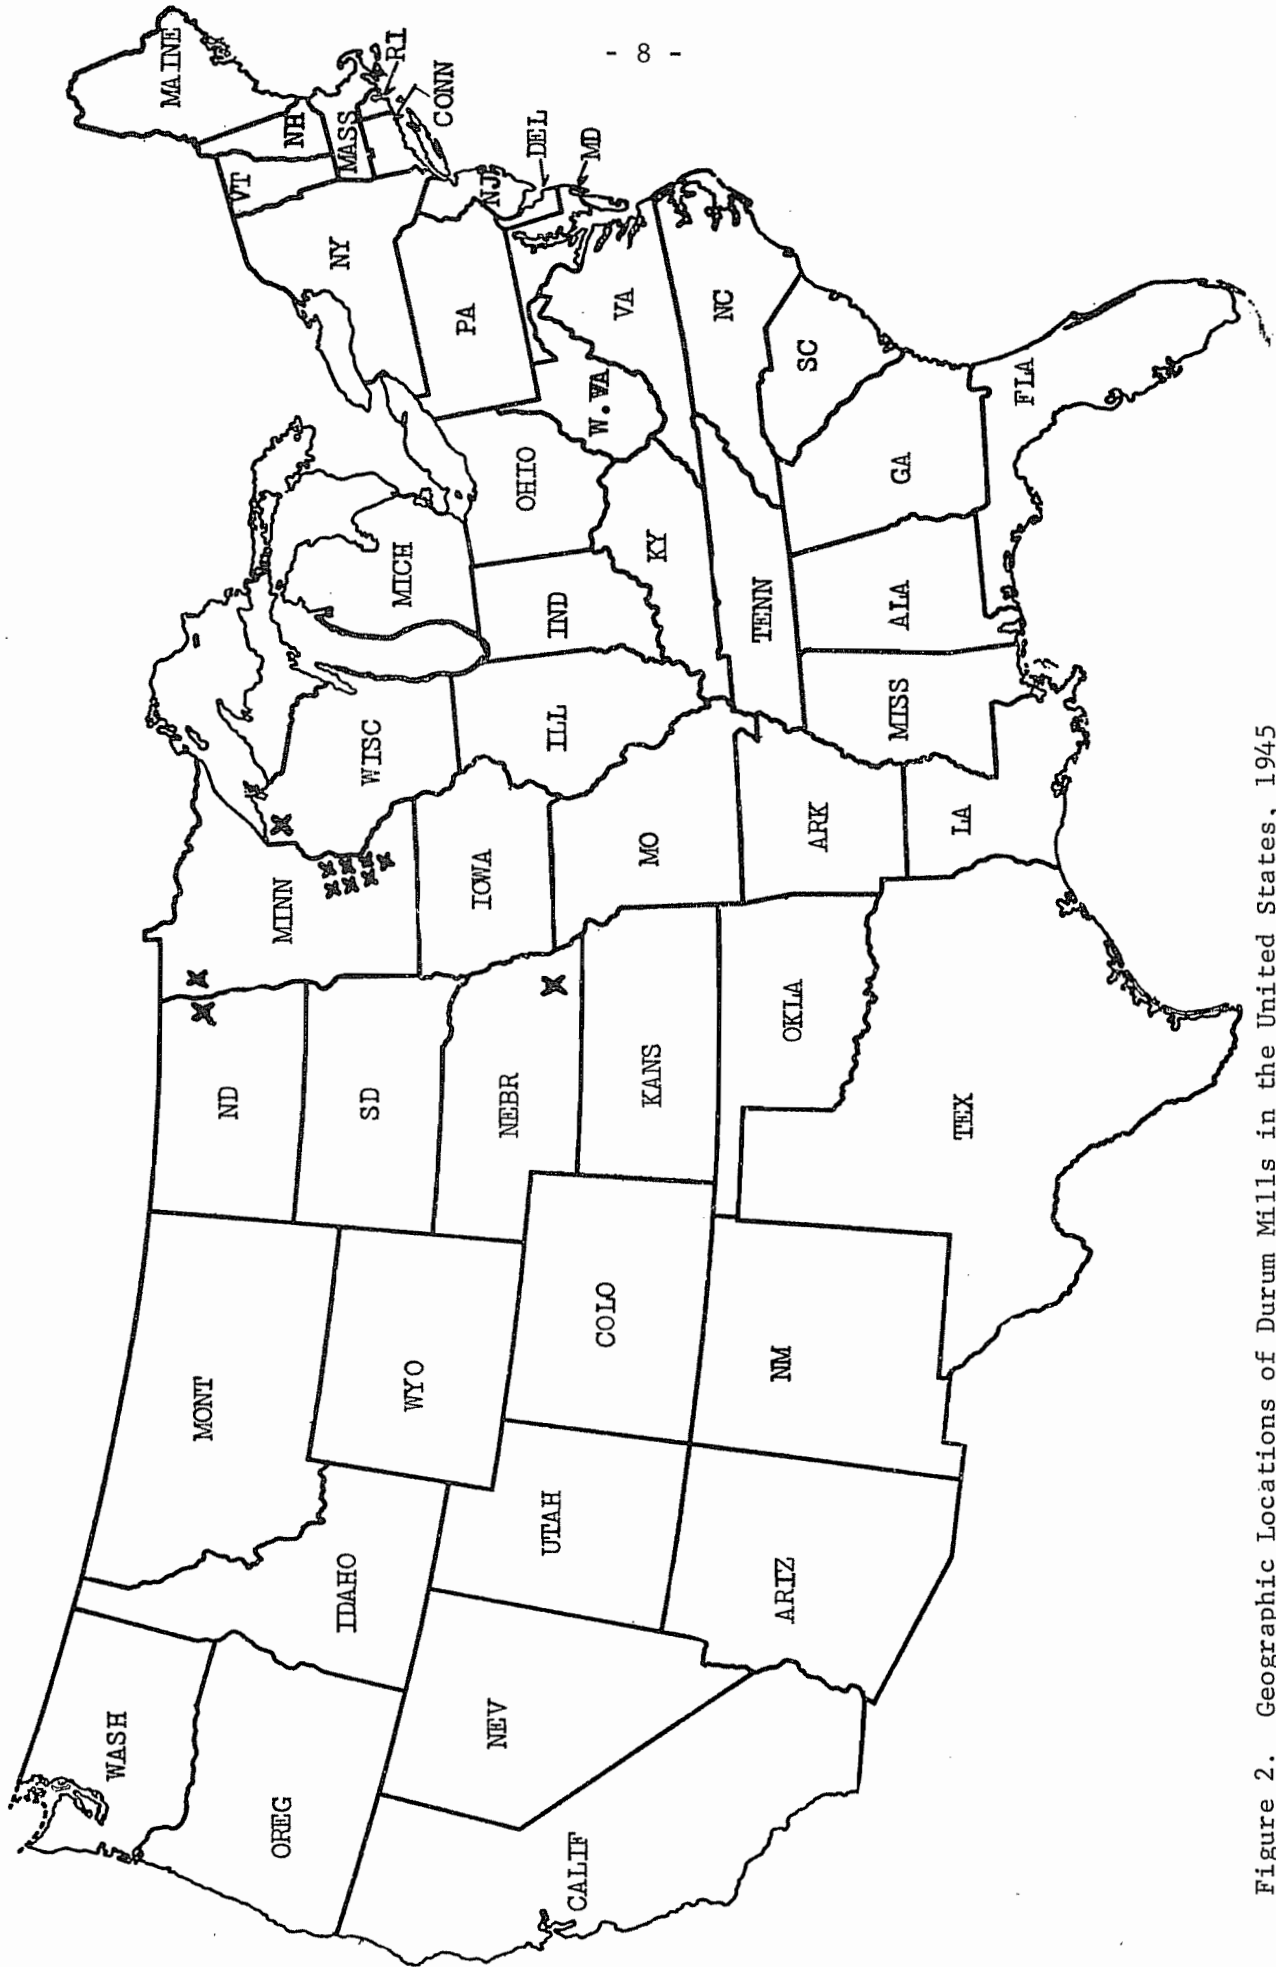 - 8 -
WASH
OREG
CALIF
NEV
IDAHO
MONT
WYO
UTAH
ARIZ
COLO
NM
ND
SD
NEBR
KANS
OKLA
TEX
MINN
IOWA
MO
ARK
LA
WISC
ILL
MICH
IND
OHIO
KY
TENN
MISS
ALA
GA
FLA
SC
NC
VA
W.VA
PA
NY
VT
NH
MAINE
MASS
RI
CONN
NJ
DEL
MD
Figure 2. Geographic Locations of Durum Mills in the United States, 1945